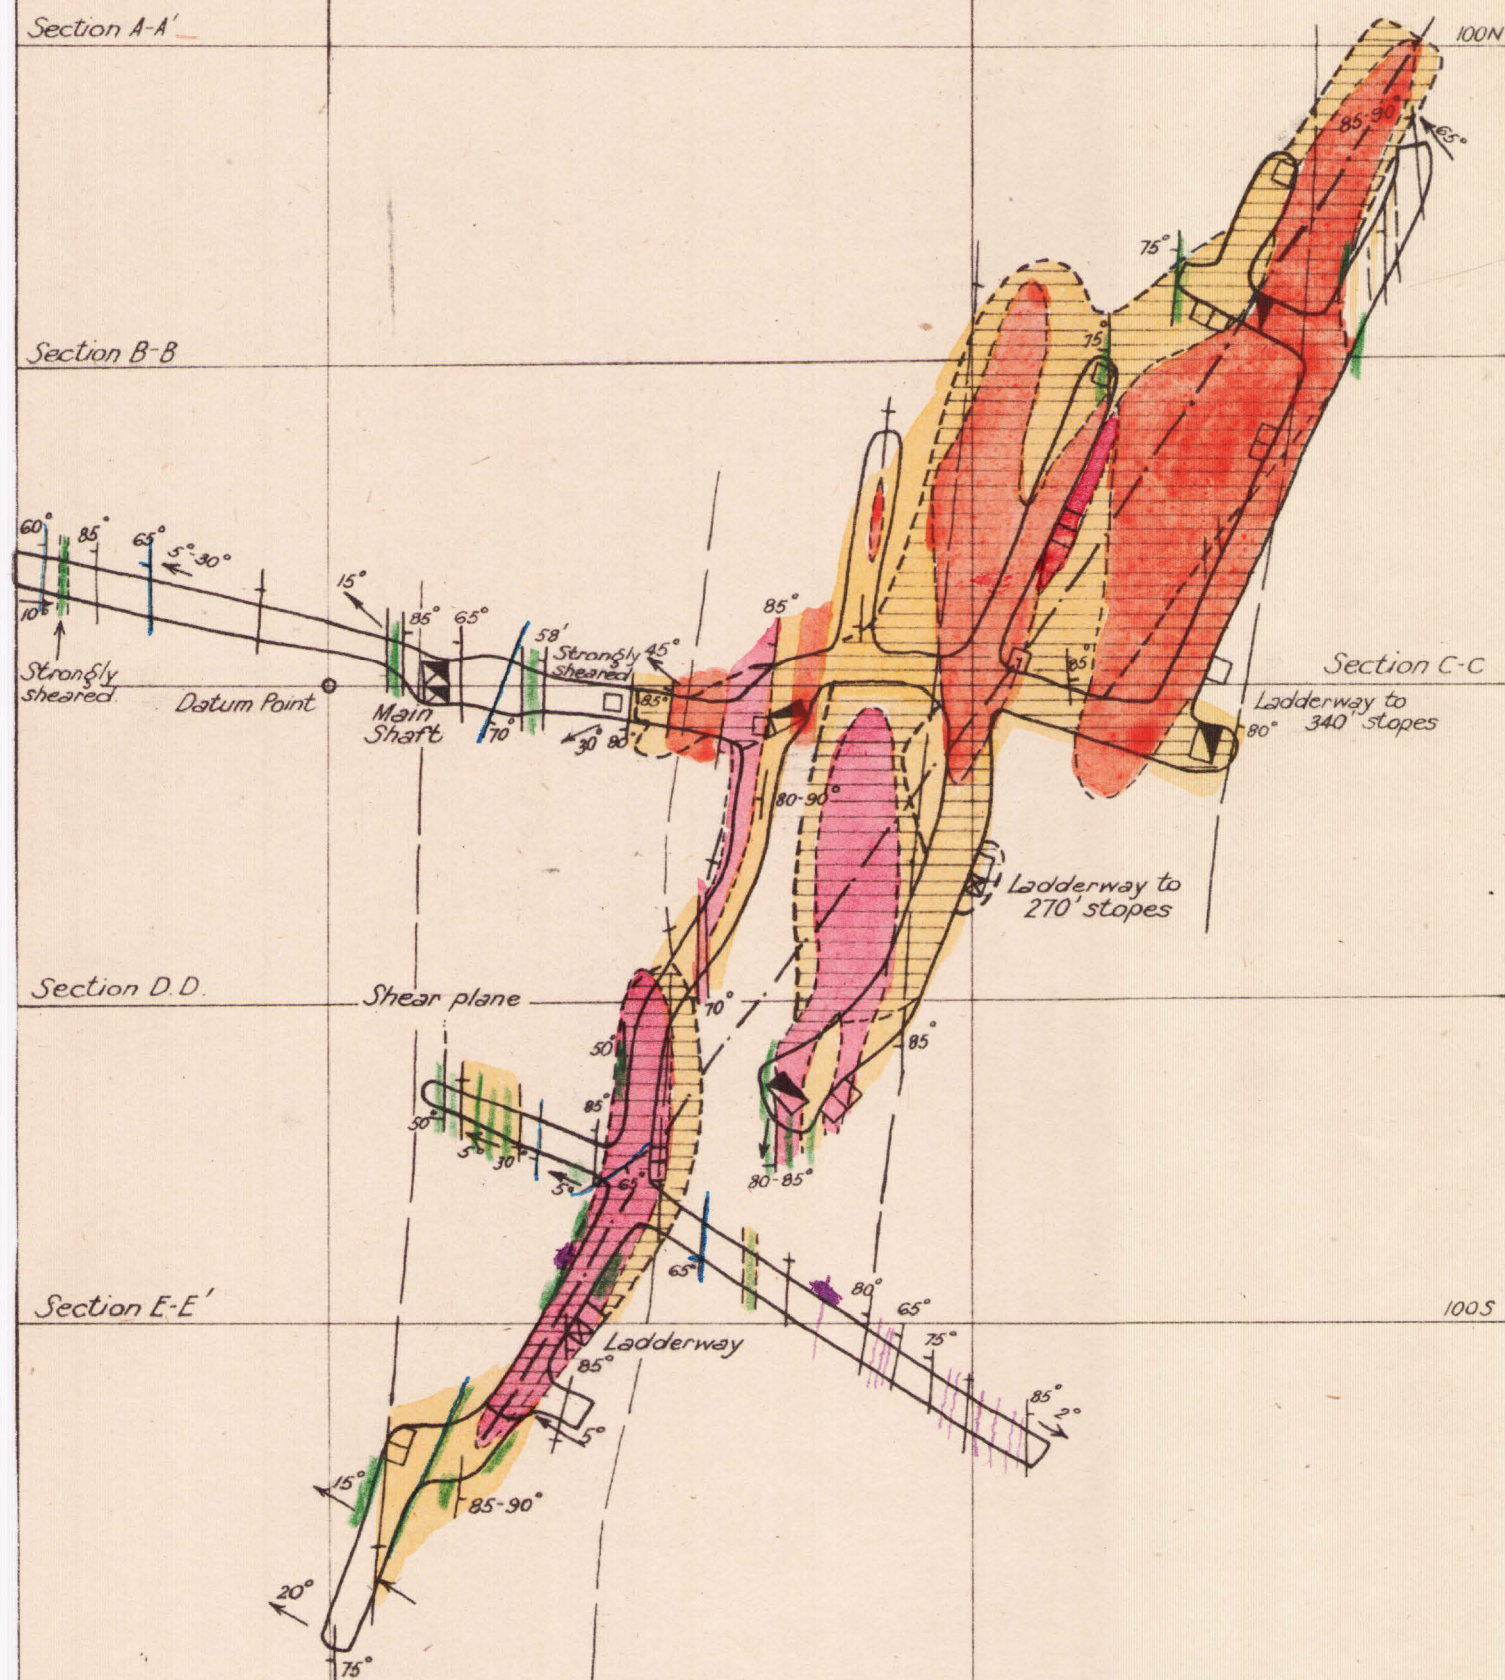 Section A-A'
100N
85-90°
65°
75°
Section B-B
75°
60°
85°
65°
5°-30°
15°
10°
85°
65°
58'
Strongly
sheared
45°
85°
85°
Section C-C
Strongly
sheared
Datum Point
Main
Shaft
70°
30°
80°
85°
Ladderway to
340' stopes
80°
80-90°
Ladderway to
270' stopes
Section D.D.
Shear plane
70°
50°
85°
85°
50°
5°
30°
5°
65°
80-85°
65°
80°
Section E-E'
65°
100S
75°
Ladderway
85°
85°
2°
5°
15°
85-90°
20°
75°